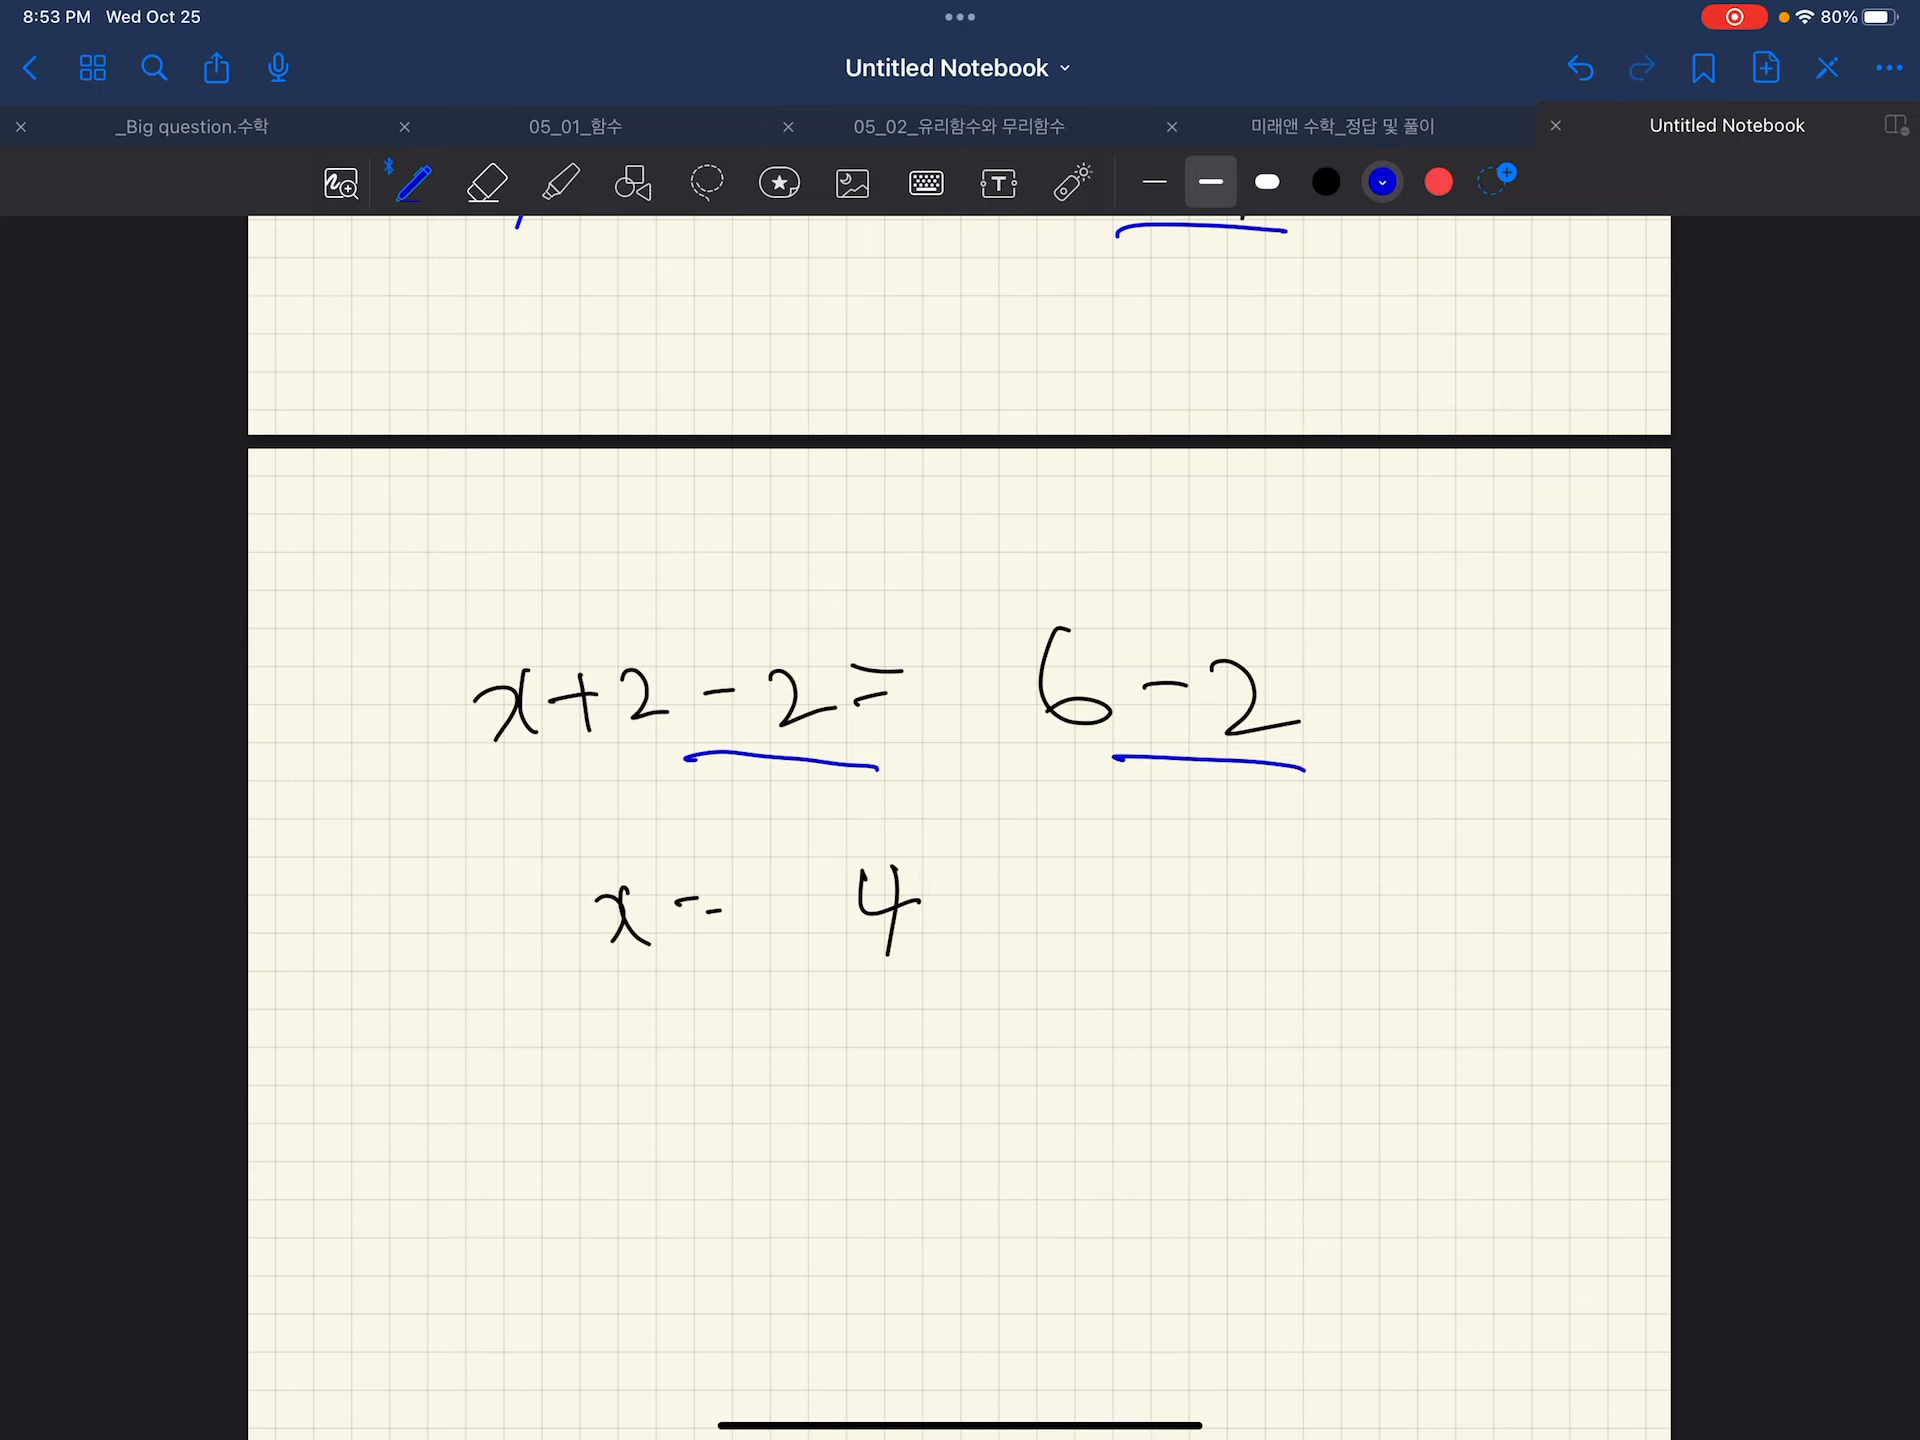 8:53 PM Wed Oct 25
80%
Untitled Notebook
_Big question.수학
05_01_함수
05_02_유리함수와 무리함수
미래앤 수학_정답 및 풀이
Untitled Notebook
T
x+2-2= 6-2
x= 4